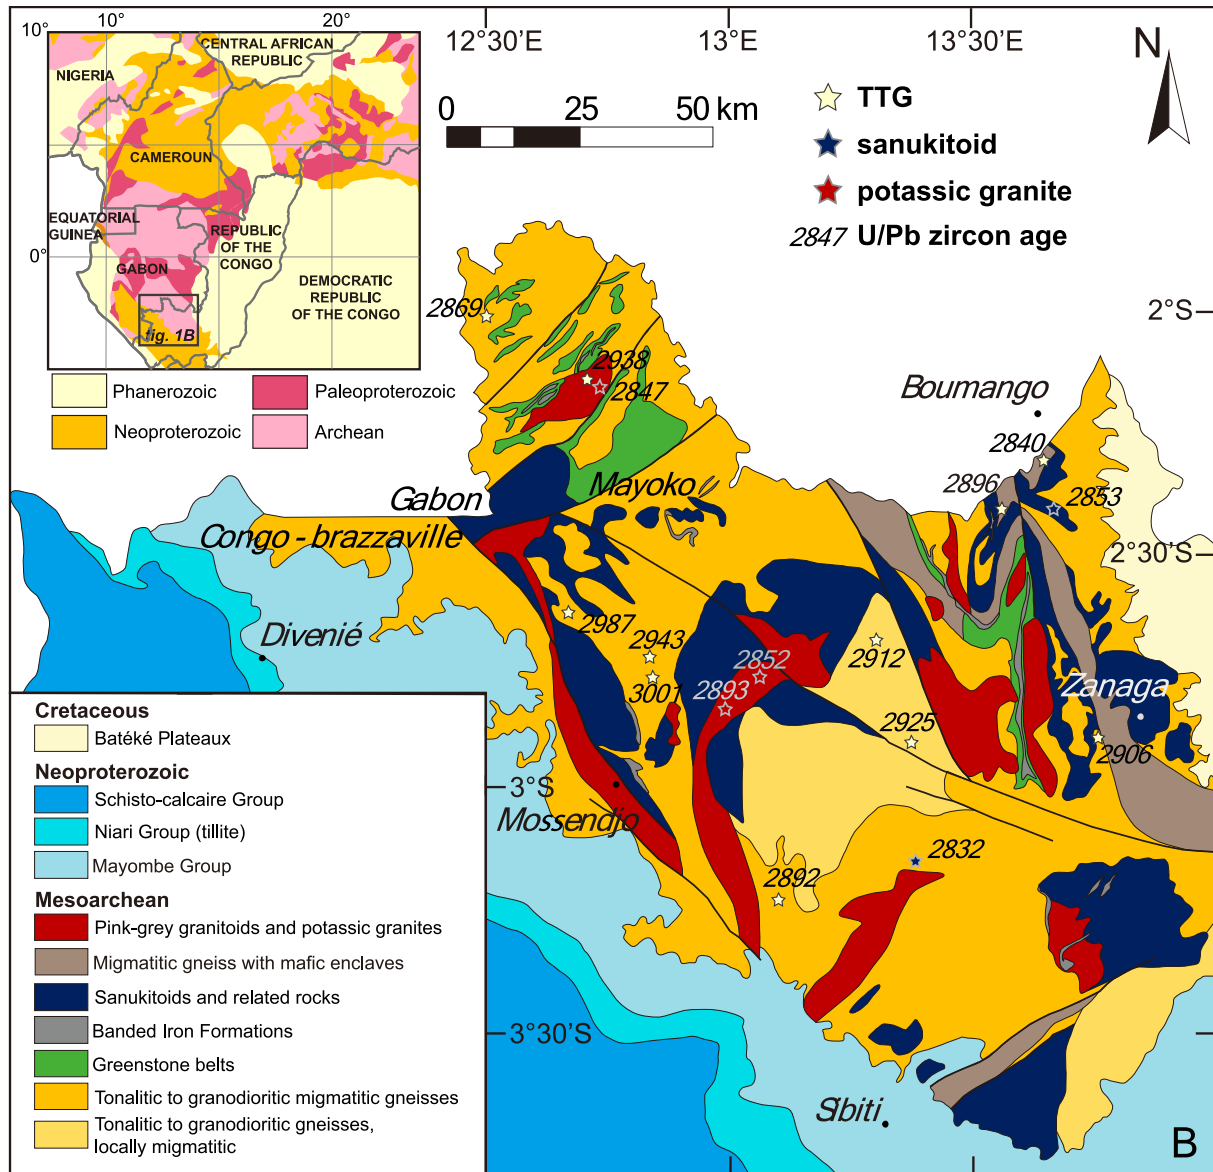 10°
10°
20°
0°
NIGERIA
CENTRAL AFRICAN
REPUBLIC
CAMEROUN
EQUATORIAL
GUINEA
GABON
REPUBLIC
OF THE
CONGO
DEMOCRATIC
REPUBLIC
OF THE CONGO
fig. 1B
Phanerozoic
Paleoproterozoic
Neoproterozoic
Archean
12°30'E
13°E
13°30'E
N
0
25
50 km
TTG
sanukitoid
potassic granite
2847 U/Pb zircon age
2°S
2869
2938
2847
Boumango
2840
2896
2853
Gabon
Mayoko
Congo - brazzaville
2°30'S
Divenié
2987
2943
3001
2852
2893
2912
2925
Zanaga
2906
3°S
Mossendjo
2832
2892
3°30'S
Sibiti
B
Cretaceous
Batéké Plateaux
Neoproterozoic
Schisto-calcaire Group
Niari Group (tillite)
Mayombe Group
Mesoarchean
Pink-grey granitoids and potassic granites
Migmatitic gneiss with mafic enclaves
Sanukitoids and related rocks
Banded Iron Formations
Greenstone belts
Tonalitic to granodioritic migmatitic gneisses
Tonalitic to granodioritic gneisses,
locally migmatitic